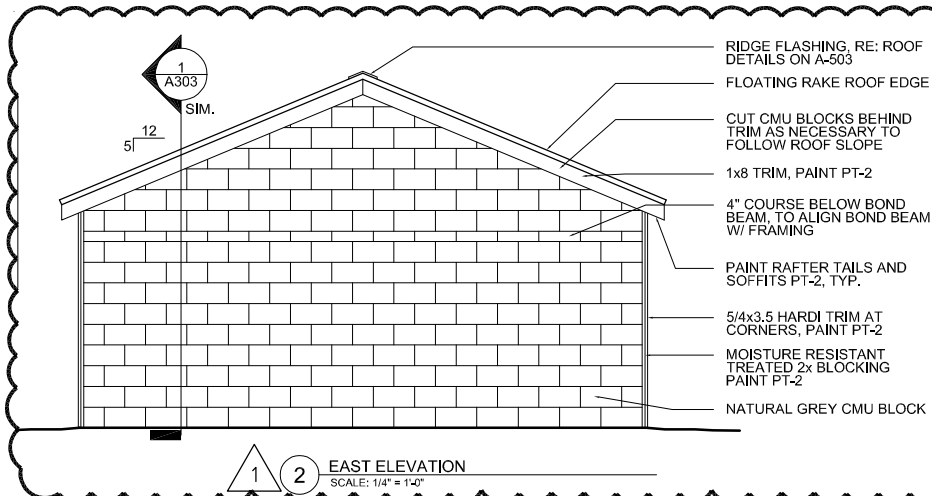 1
A303
SIM.
12
5
RIDGE FLASHING, RE: ROOF
DETAILS ON A-503
FLOATING RAKE ROOF EDGE
CUT CMU BLOCKS BEHIND
TRIM AS NECESSARY TO
FOLLOW ROOF SLOPE
1x8 TRIM, PAINT PT-2
4" COURSE BELOW BOND
BEAM, TO ALIGN BOND BEAM
W/ FRAMING
PAINT RAFTER TAILS AND
SOFFITS PT-2, TYP.
5/4x3.5 HARDI TRIM AT
CORNERS, PAINT PT-2
MOISTURE RESISTANT
TREATED 2x BLOCKING
PAINT PT-2
NATURAL GREY CMU BLOCK
1
2
EAST ELEVATION
SCALE: 1/4" = 1'-0"